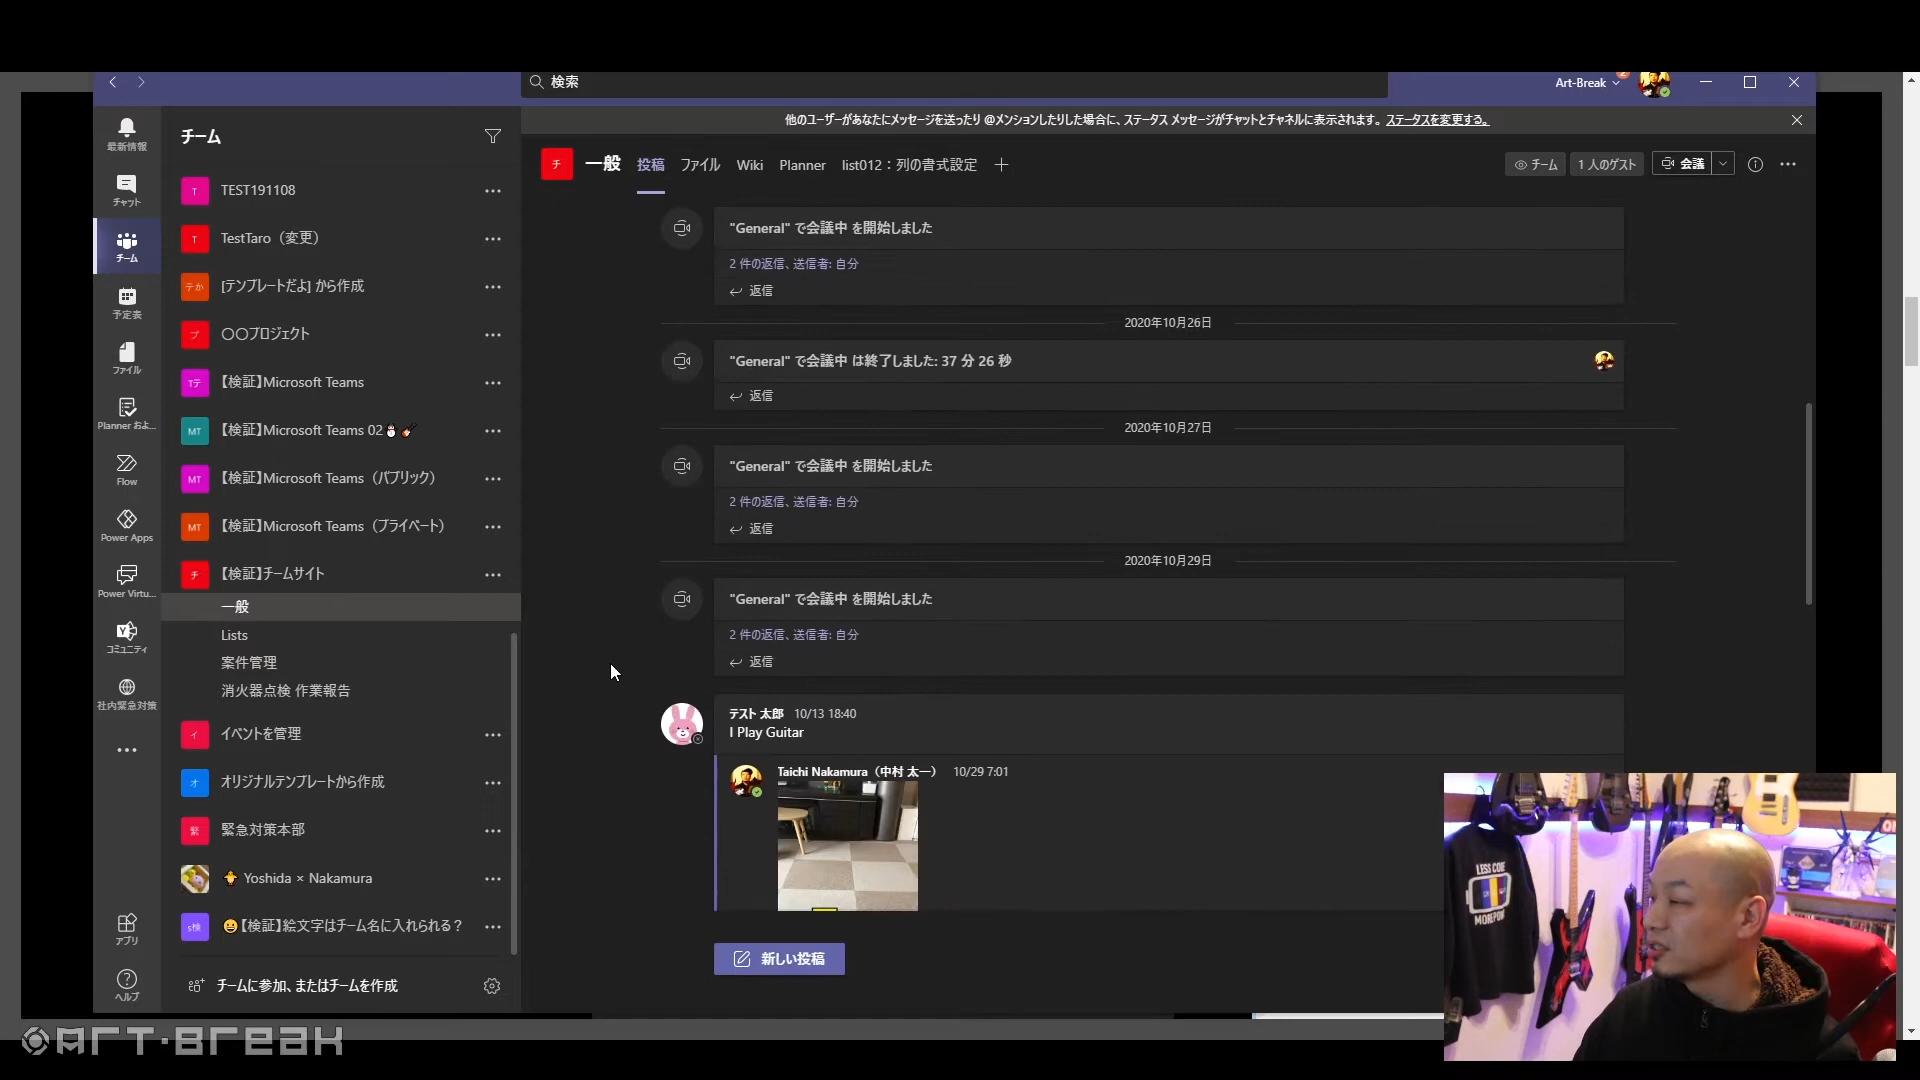 検索
Art-Break
他のユーザーがあなたにメッセージを送ったり @メンションしたりした場合に、ステータス メッセージがチャットとチャネルに表示されます。ステータスを変更する。
最新情報
チャット
チーム
予定表
ファイル
Planner およ...
Flow
Power Apps
Power Virtu...
コミュニティ
社内緊急対策
アプリ
ヘルプ
チーム
T
TEST191108
T
TestTaro（変更）
テか
[テンプレートだよ] から作成
プ
〇〇プロジェクト
Tテ
【検証】Microsoft Teams
MT
【検証】Microsoft Teams 02⛄🎸
MT
【検証】Microsoft Teams（パブリック）
MT
【検証】Microsoft Teams（プライベート）
チ
【検証】チームサイト
一般
Lists
案件管理
消火器点検 作業報告
イ
イベントを管理
オ
オリジナルテンプレートから作成
緊
緊急対策本部
🐥 Yoshida × Nakamura
s検
😀【検証】絵文字はチーム名に入れられる？
チームに参加、またはチームを作成
チ
一般
投稿
ファイル
Wiki
Planner
list012：列の書式設定
チーム
1 人のゲスト
会議
"General" で会議中 を開始しました
2 件の返信、送信者: 自分
返信
2020年10月26日
"General" で会議中 は終了しました: 37 分 26 秒
返信
2020年10月27日
"General" で会議中 を開始しました
2 件の返信、送信者: 自分
返信
2020年10月29日
"General" で会議中 を開始しました
2 件の返信、送信者: 自分
返信
テスト 太郎 10/13 18:40
I Play Guitar
Taichi Nakamura（中村 太一） 10/29 7:01
新しい投稿
LESS CODE
MORE POWER
ART-BREAK